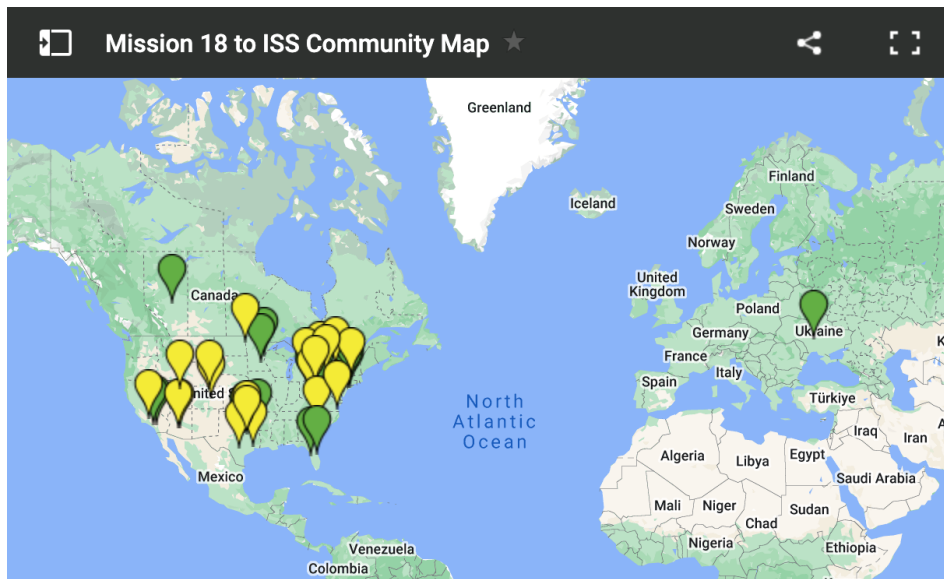 Mission 18 to ISS Community Map
Greenland
Iceland
Finland
Sweden
Norway
United
Kingdom
Canada
Poland
Ukraine
Germany
France
Italy
Spain
Türkiye
North
Atlantic
Ocean
Iraq
Iran
Algeria
Libya
Egypt
Saudi Arabia
Mexico
Mali
Niger
Sudan
Chad
Nigeria
Ethiopia
Venezuela
Colombia